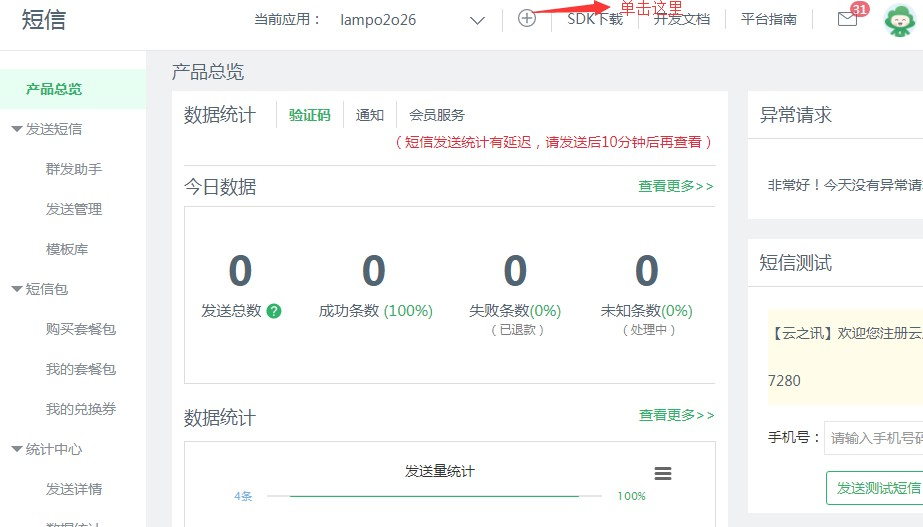 短信
当前应用： lampo2o26
单击这里
SDK下载
开发文档
平台指南
31
产品总览
发送短信
群发助手
发送管理
模板库
短信包
购买套餐包
我的套餐包
我的兑换券
统计中心
发送详情
数据统计
产品总览
数据统计 验证码 通知 会员服务
（短信发送统计有延迟，请发送后10分钟后再查看）
今日数据 查看更多>>
0 0 0 0
发送总数 ? 成功条数 (100%) 失败条数(0%) 未知条数(0%)
（已退款） （处理中）
数据统计 查看更多>>
发送量统计
4条 100%
异常请求
非常好！今天没有异常请
短信测试
【云之讯】欢迎您注册云
7280
手机号： 请输入手机号码
发送测试短信